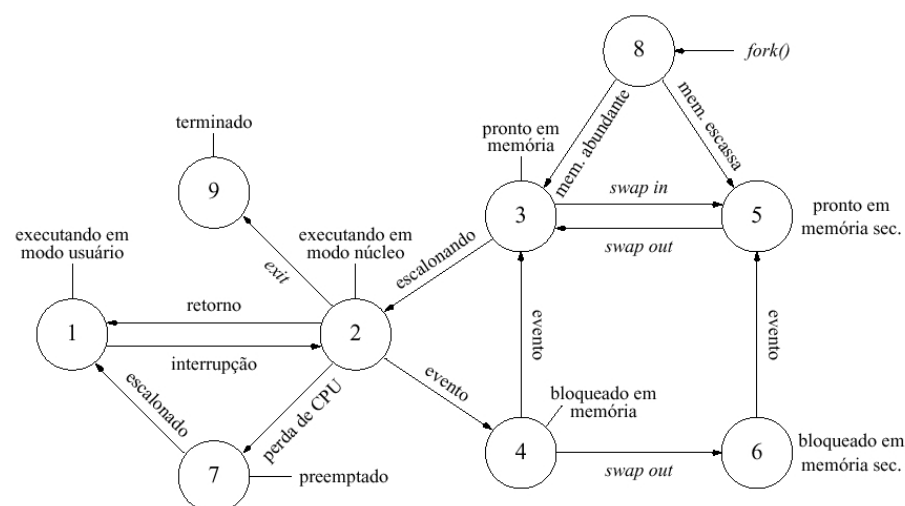 8
fork()
mem. abundante
mem. escassa
terminado
9
pronto em
memória
3
swap in
swap out
5
pronto em
memória sec.
executando em
modo usuário
executando em
modo núcleo
exit
escalonando
1
retorno
interrupção
2
evento
evento
escalonado
perda de CPU
evento
bloqueado em
memória
7
preemptado
4
swap out
6
bloqueado em
memória sec.